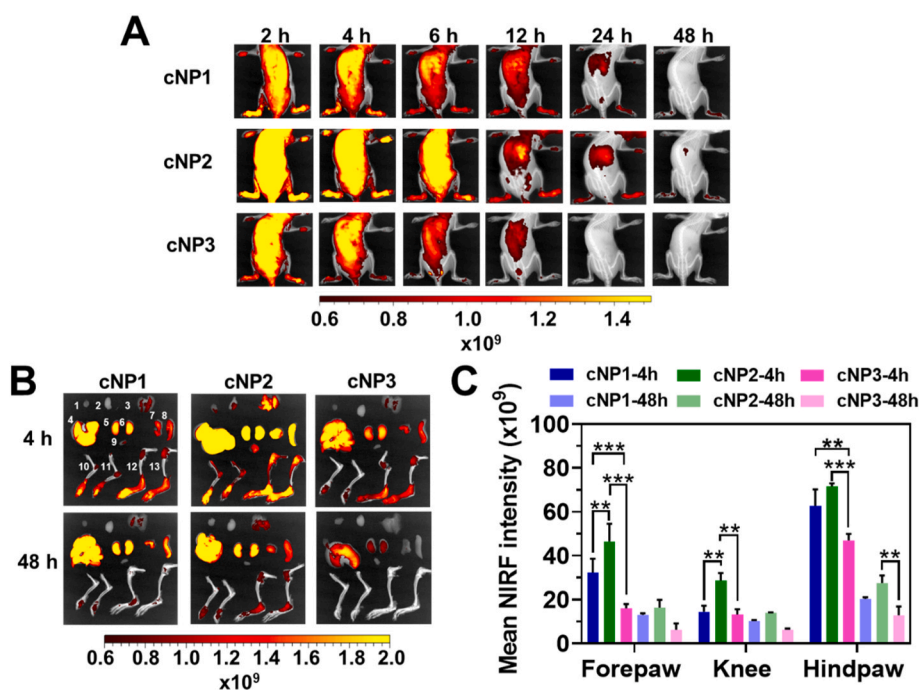 A
2 h 4 h 6 h 12 h 24 h 48 h
cNP1
cNP2
cNP3
0.6 0.8 1.0 1.2 1.4
x10⁹
B
cNP1 cNP2 cNP3
4 h
1 2 3
4 5 6 7 8
9
10 11 12 13
48 h
0.6 0.8 1.0 1.2 1.4 1.6 1.8 2.0
x10⁹
C
cNP1-4h cNP2-4h cNP3-4h
cNP1-48h cNP2-48h cNP3-48h
Mean NIRF intensity (x10⁹)
100
80
60
40
20
0
*** *** **
** **
** *** **
Forepaw Knee Hindpaw